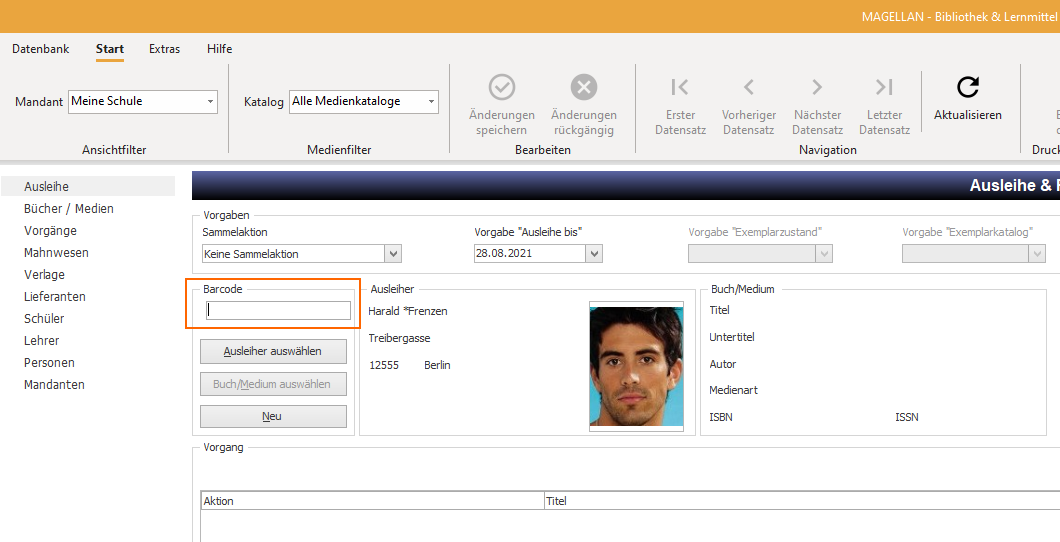 MAGELLAN - Bibliothek & Lernmittel
Datenbank Start Extras Hilfe
Mandant Meine Schule Katalog Alle Medienkataloge
Änderungen speichern
Änderungen rückgängig
Erster Datensatz
Vorheriger Datensatz
Nächster Datensatz
Letzter Datensatz
Aktualisieren
Ansichtfilter Medienfilter Bearbeiten Navigation
Ausleihe
Bücher / Medien
Vorgänge
Mahnwesen
Verlage
Lieferanten
Schüler
Lehrer
Personen
Mandanten
Ausleihe &
Vorgaben
Sammelaktion Vorgabe "Ausleihe bis" Vorgabe "Exemplarzustand" Vorgabe "Exemplarkatalog"
Keine Sammelaktion 28.08.2021
Barcode
Ausleiher auswählen
Buch/Medium auswählen
Neu
Ausleiher
Harald *Frenzen
Treibergasse
12555 Berlin
Buch/Medium
Titel
Untertitel
Autor
Medienart
ISBN ISSN
Vorgang
Aktion Titel